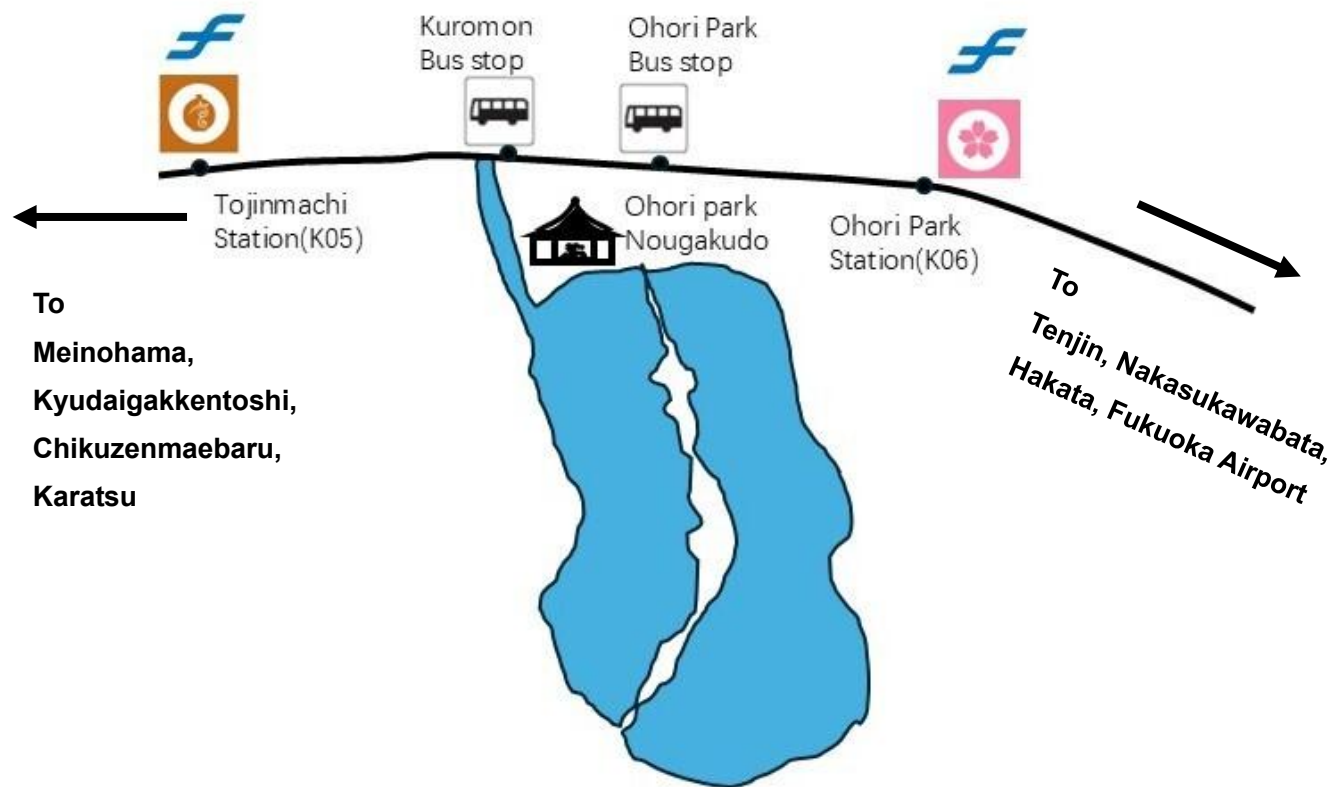 Kuromon
Bus stop
Ohori Park
Bus stop
Tojinmachi
Station(K05)
Ohori park
Nougakudo
Ohori Park
Station(K06)
To
Meinohama,
Kyudaigakkentoshi,
Chikuzenmaebaru,
Karatsu
To
Tenjin, Nakasukawabata,
Hakata, Fukuoka Airport